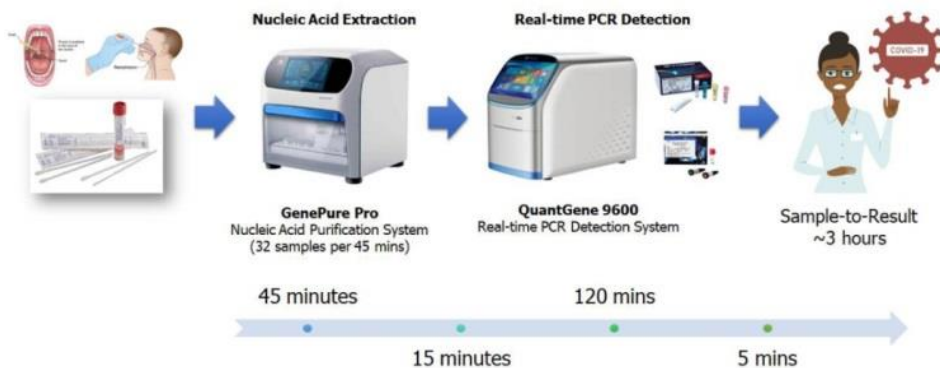 Nucleic Acid Extraction
Real-time PCR Detection
COVID-19
GenePure Pro
Nucleic Acid Purification System
(32 samples per 45 mins)
QuantGene 9600
Real-time PCR Detection System
Sample-to-Result
~3 hours
45 minutes
120 mins
15 minutes
5 mins